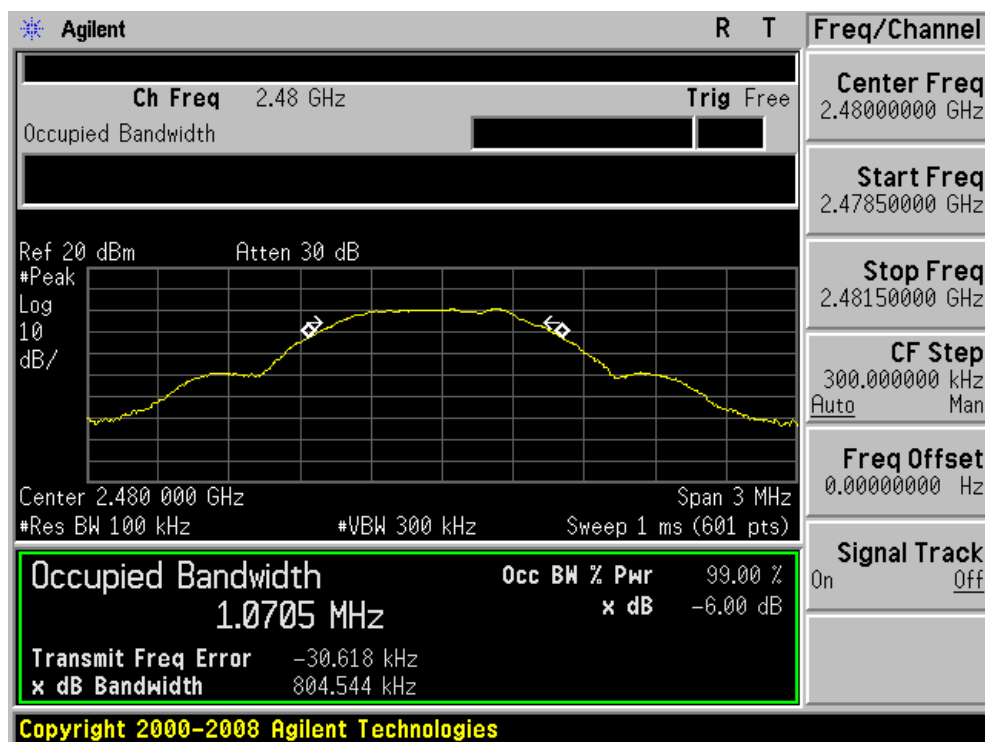 Agilent R T
Ch Freq 2.48 GHz Trig Free
Occupied Bandwidth
Ref 20 dBm Atten 30 dB
#Peak
Log
10
dB/
Center 2.480 000 GHz Span 3 MHz
#Res BW 100 kHz #VBW 300 kHz Sweep 1 ms (601 pts)
Occupied Bandwidth Occ BW % Pwr 99.00 %
1.0705 MHz x dB -6.00 dB
Transmit Freq Error -30.618 kHz
x dB Bandwidth 804.544 kHz
Copyright 2000-2008 Agilent Technologies
Freq/Channel
Center Freq
2.48000000 GHz
Start Freq
2.47850000 GHz
Stop Freq
2.48150000 GHz
CF Step
300.000000 kHz
Auto Man
Freq Offset
0.00000000 Hz
Signal Track
On Off